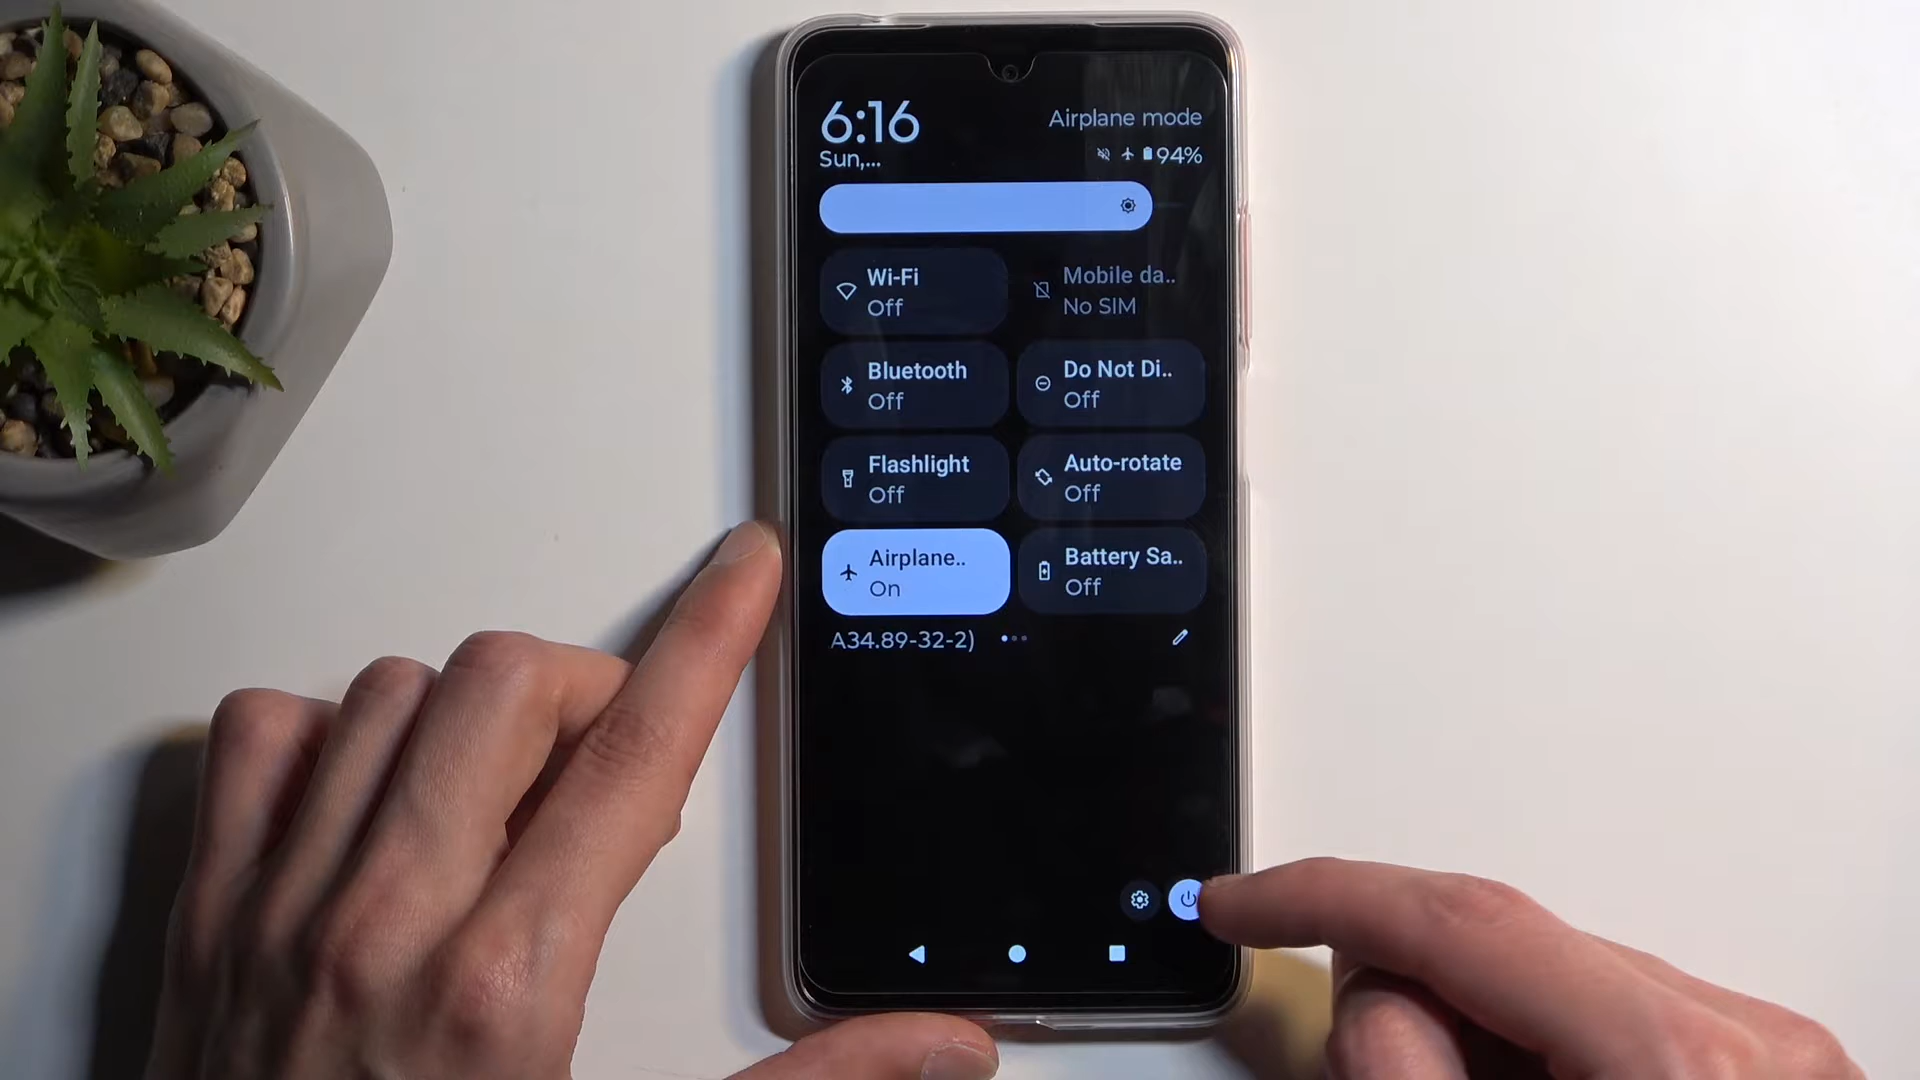 6:16
Airplane mode
Sun,...
94%
Wi-Fi
Off
Mobile da..
No SIM
Bluetooth
Off
Do Not Di..
Off
Flashlight
Off
Auto-rotate
Off
Airplane..
On
Battery Sa..
Off
A34.89-32-2)